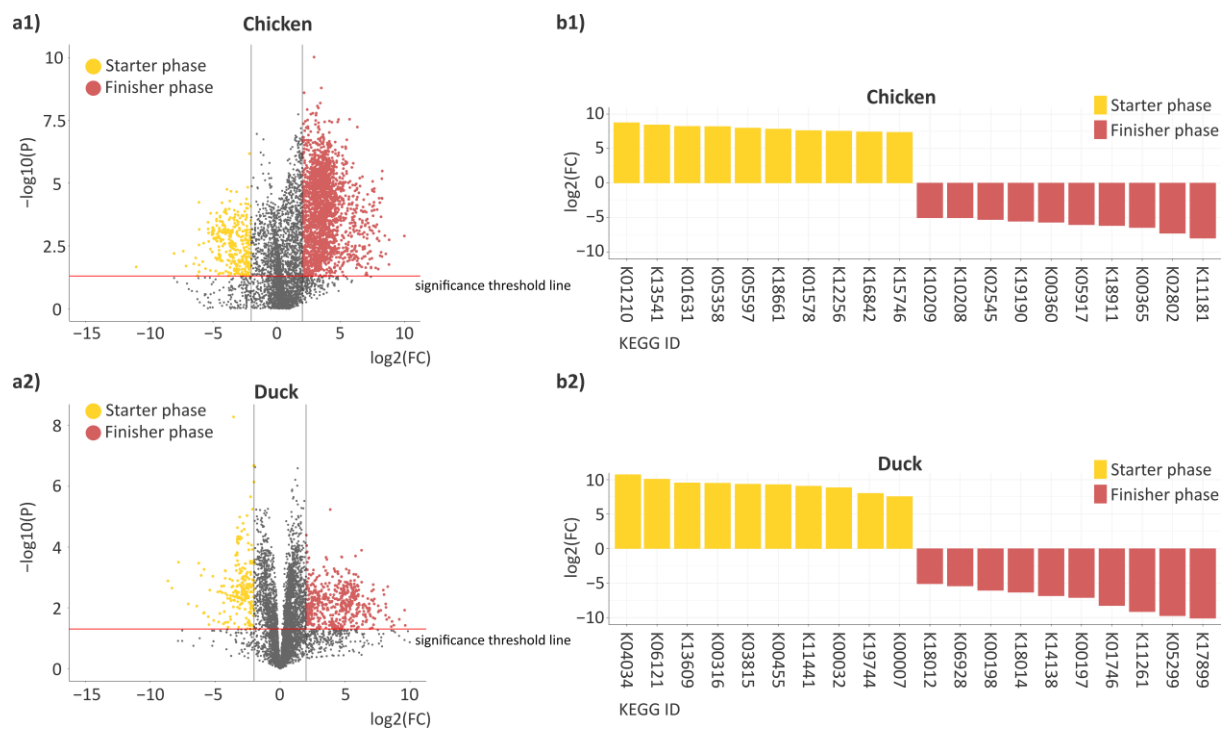 a1)
Chicken
Starter phase
Finisher phase
−log10(P)
10
7.5
5
2.5
0
significance threshold line
−15
−10
−5
0
5
10
log2(FC)
b1)
Chicken
Starter phase
Finisher phase
log2(FC)
10
5
0
−5
−10
K01210
K13541
K01631
K05358
K05597
K18661
K01578
K12256
K16842
K15746
K10209
K10208
K02545
K19190
K00360
K05917
K18911
K00365
K02802
K11181
KEGG ID
a2)
Duck
Starter phase
Finisher phase
−log10(P)
8
6
4
2
0
significance threshold line
−15
−10
−5
0
5
10
log2(FC)
b2)
Duck
Starter phase
Finisher phase
log2(FC)
10
5
0
−5
−10
K04034
K06121
K13609
K00316
K03815
K00455
K11441
K00032
K19744
K00007
K18012
K06928
K00198
K18014
K14138
K00197
K01746
K11261
K05299
K17899
KEGG ID